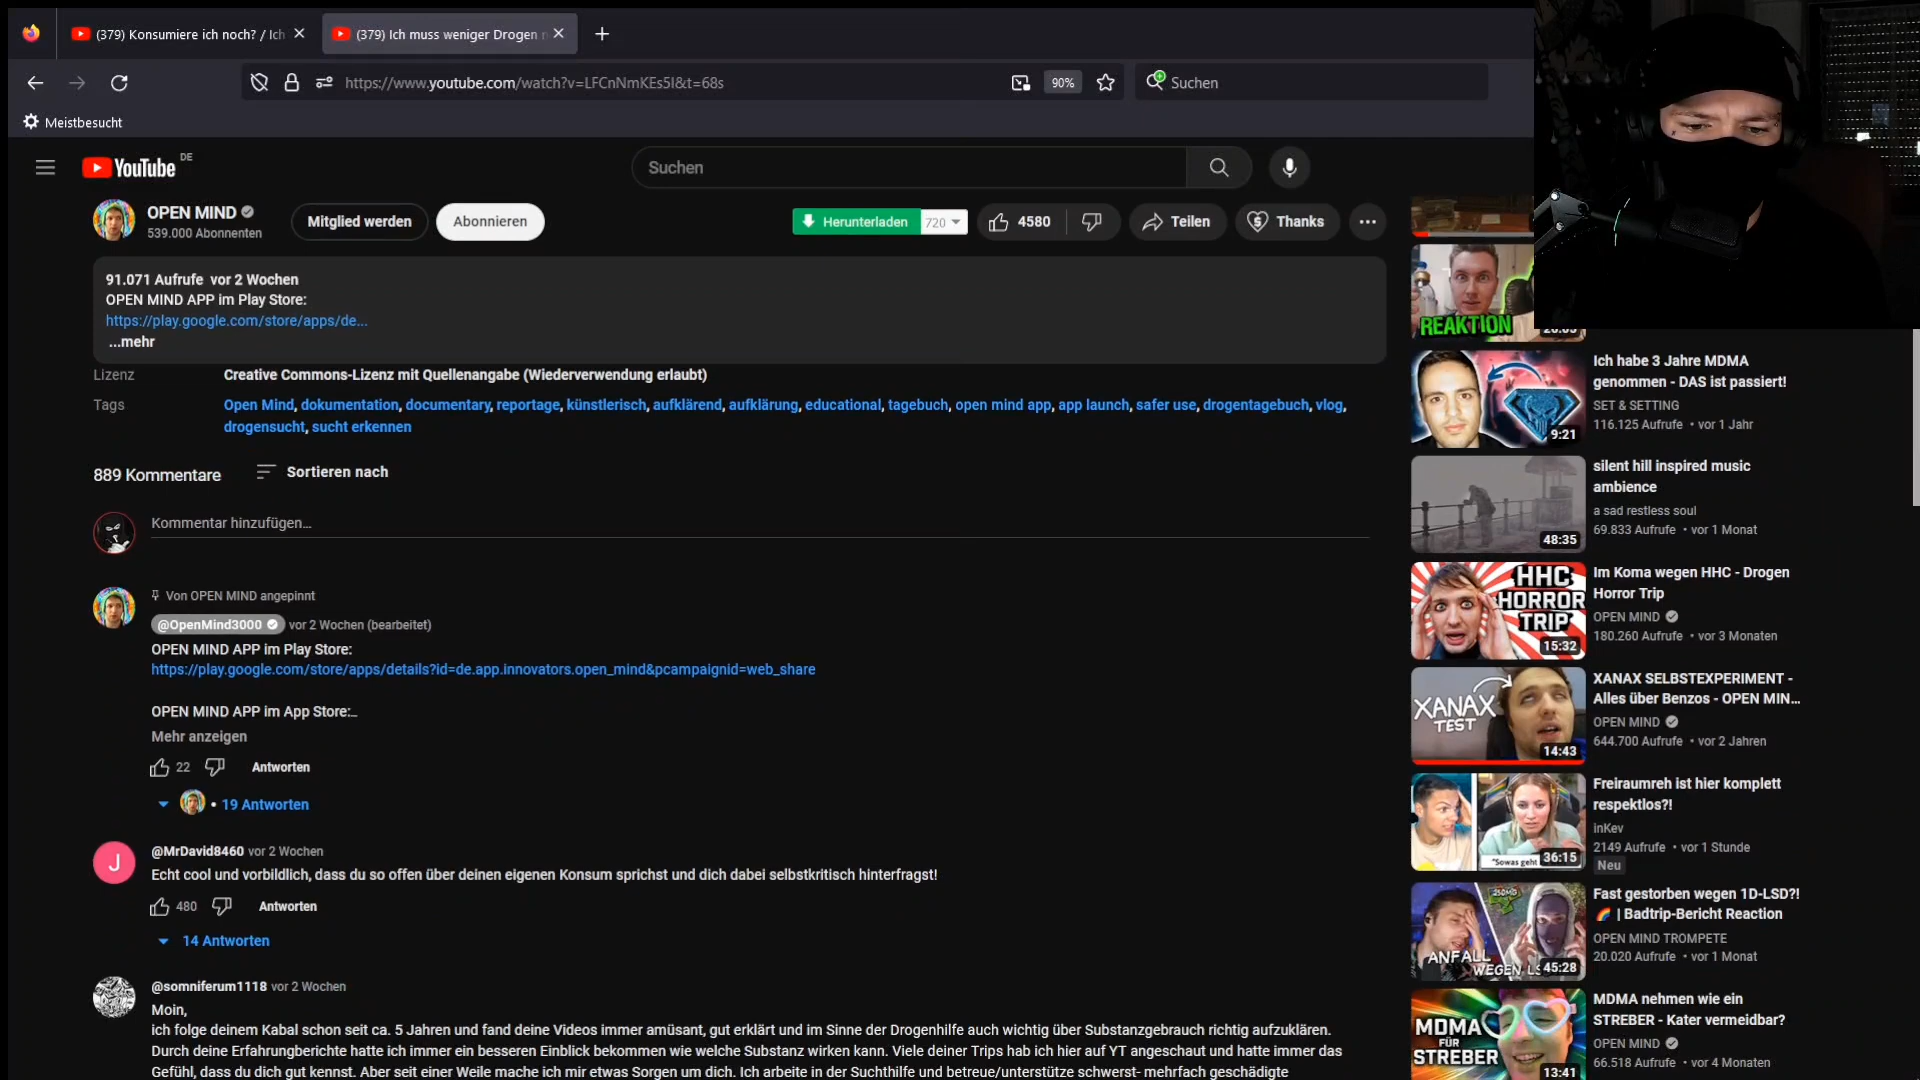 (379) Konsumiere ich noch? / Ich
(379) Ich muss weniger Drogen n
https://www.youtube.com/watch?v=LFCnNmKEs5I&t=68s
90%
Suchen
Meistbesucht
YouTube DE
Suchen
OPEN MIND
539.000 Abonnenten
Mitglied werden
Abonnieren
Herunterladen
720
4580
Teilen
Thanks
91.071 Aufrufe vor 2 Wochen
OPEN MIND APP im Play Store:
https://play.google.com/store/apps/de...
...mehr
Lizenz
Creative Commons-Lizenz mit Quellenangabe (Wiederverwendung erlaubt)
Tags
Open Mind, dokumentation, documentary, reportage, künstlerisch, aufklärend, aufklärung, educational, tagebuch, open mind app, app launch, safer use, drogentagebuch, vlog,
drogensucht, sucht erkennen
889 Kommentare
Sortieren nach
Kommentar hinzufügen...
Von OPEN MIND angepinnt
@OpenMind3000 vor 2 Wochen (bearbeitet)
OPEN MIND APP im Play Store:
https://play.google.com/store/apps/details?id=de.app.innovators.open_mind&pcampaignid=web_share
OPEN MIND APP im App Store:…
Mehr anzeigen
22
Antworten
• 19 Antworten
J
@MrDavid8460 vor 2 Wochen
Echt cool und vorbildlich, dass du so offen über deinen eigenen Konsum sprichst und dich dabei selbstkritisch hinterfragst!
480
Antworten
14 Antworten
@somniferum1118 vor 2 Wochen
Moin,
ich folge deinem Kabal schon seit ca. 5 Jahren und fand deine Videos immer amüsant, gut erklärt und im Sinne der Drogenhilfe auch wichtig über Substanzgebrauch richtig aufzuklären.
Durch deine Erfahrungberichte hatte ich immer ein besseren Einblick bekommen wie welche Substanz wirken kann. Viele deiner Trips hab ich hier auf YT angeschaut und hatte immer das
Gefühl, dass du dich gut kennst. Aber seit einer Weile mache ich mir etwas Sorgen um dich. Ich arbeite in der Suchthilfe und betreue/unterstütze schwerst- mehrfach geschädigte
REAKTION
9:21
Ich habe 3 Jahre MDMA
genommen - DAS ist passiert!
SET & SETTING
116.125 Aufrufe • vor 1 Jahr
48:35
silent hill inspired music
ambience
a sad restless soul
69.833 Aufrufe • vor 1 Monat
HHC
HORROR
TRIP
15:32
Im Koma wegen HHC - Drogen
Horror Trip
OPEN MIND
180.260 Aufrufe • vor 3 Monaten
XANAX
TEST
14:43
XANAX SELBSTEXPERIMENT -
Alles über Benzos - OPEN MIN...
OPEN MIND
644.700 Aufrufe • vor 2 Jahren
"Sowas geht
36:15
Freiraumreh ist hier komplett
respektlos?!
inKev
2149 Aufrufe • vor 1 Stunde
Neu
ANFALL
WEGEN LS
45:28
Fast gestorben wegen 1D-LSD?!
🌈 | Badtrip-Bericht Reaction
OPEN MIND TROMPETE
20.020 Aufrufe • vor 1 Monat
MDMA
FÜR
STREBER
13:41
MDMA nehmen wie ein
STREBER - Kater vermeidbar?
OPEN MIND
66.518 Aufrufe • vor 4 Monaten